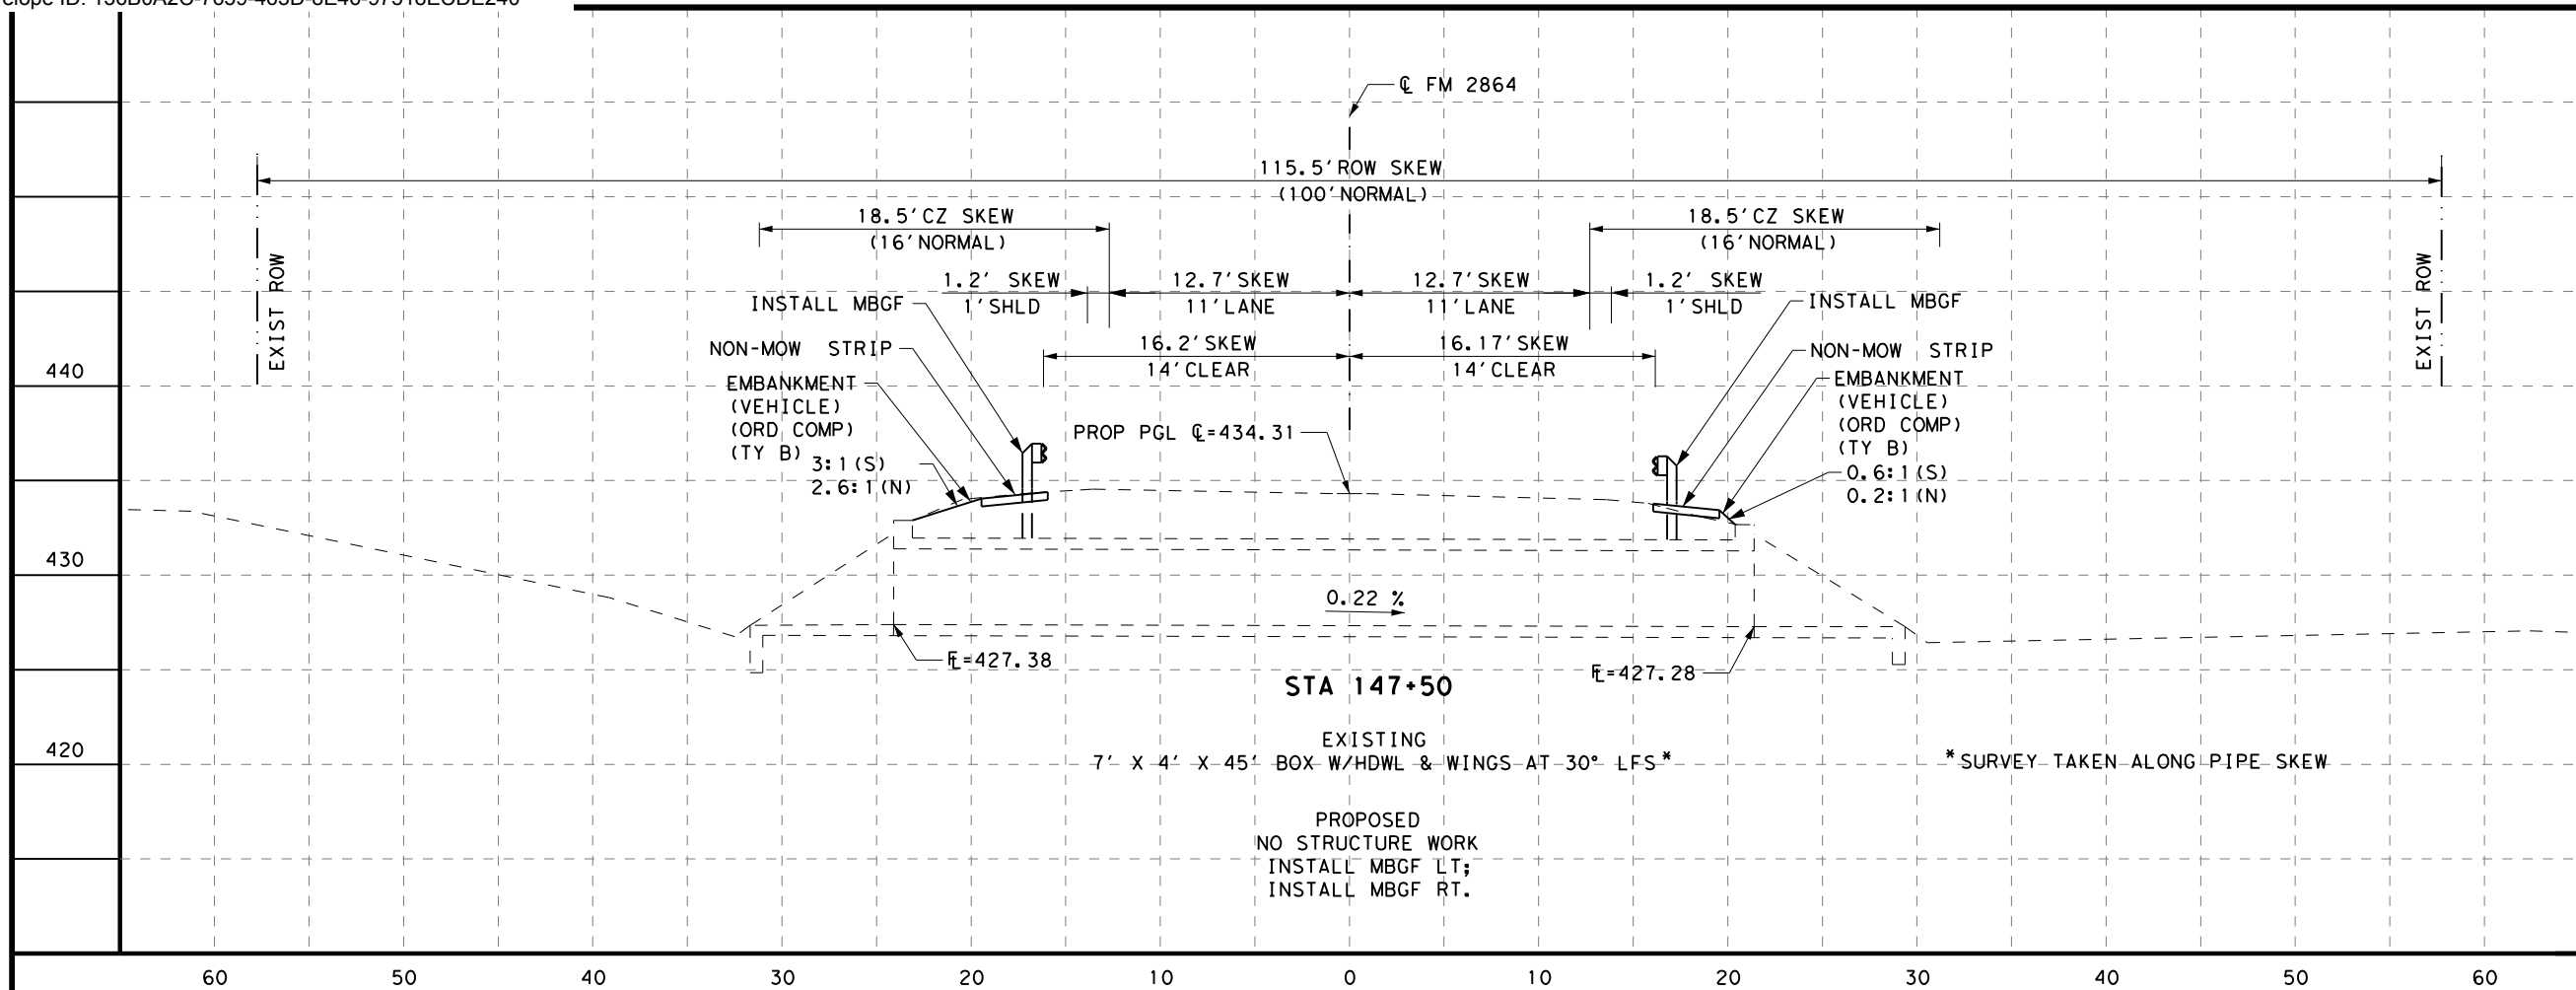 ℄ FM 2864
115.5' ROW SKEW
(100' NORMAL)
18.5' CZ SKEW
(16' NORMAL)
18.5' CZ SKEW
(16' NORMAL)
EXIST ROW
EXIST ROW
1.2' SKEW
1' SHLD
12.7' SKEW
11' LANE
12.7' SKEW
11' LANE
1.2' SKEW
1' SHLD
INSTALL MBGF
INSTALL MBGF
16.2' SKEW
14' CLEAR
16.17' SKEW
14' CLEAR
NON-MOW STRIP
NON-MOW STRIP
EMBANKMENT
(VEHICLE)
(ORD COMP)
(TY B)
3:1(S)
2.6:1(N)
PROP PGL ℄=434.31
EMBANKMENT
(VEHICLE)
(ORD COMP)
(TY B)
0.6:1(S)
0.2:1(N)
440
430
420
0.22 %
FL=427.38
FL=427.28
STA 147+50
EXISTING
7' X 4' X 45' BOX W/HDWL & WINGS AT 30° LFS*
*SURVEY TAKEN ALONG PIPE SKEW
PROPOSED
NO STRUCTURE WORK
INSTALL MBGF LT;
INSTALL MBGF RT.
60 50 40 30 20 10 0 10 20 30 40 50 60